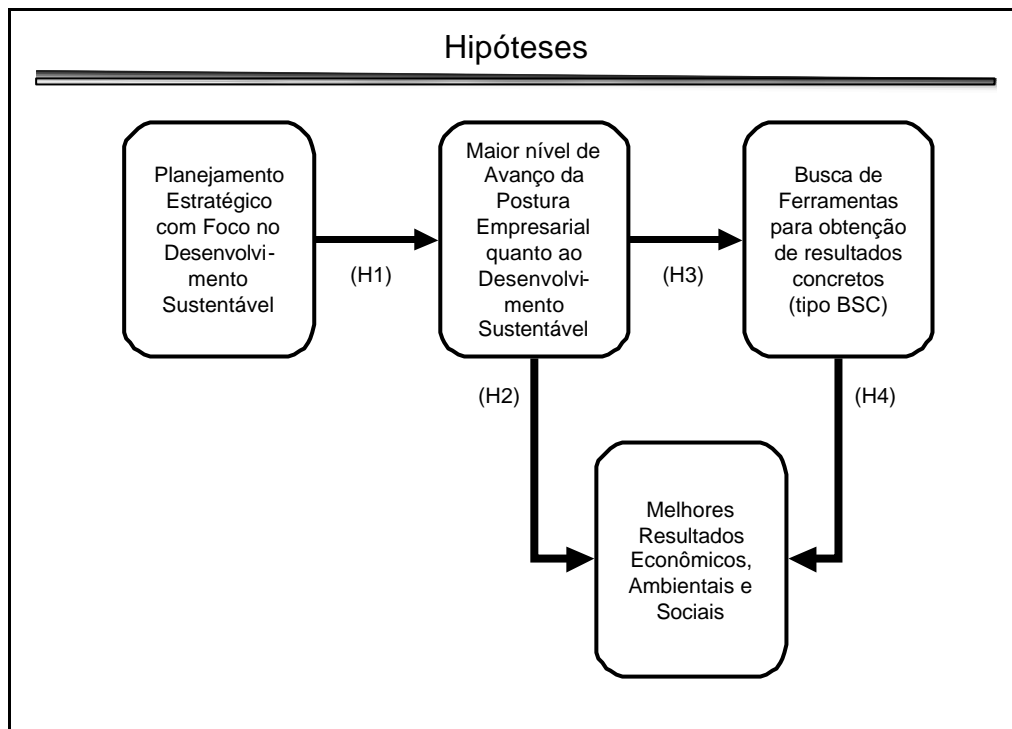 Hipóteses
Planejamento
Estratégico
com Foco no
Desenvolvi-
mento
Sustentável
(H1)
Maior nível de
Avanço da
Postura
Empresarial
quanto ao
Desenvolvi-
mento
Sustentável
(H3)
Busca de
Ferramentas
para obtenção
de resultados
concretos
(tipo BSC)
(H2)
(H4)
Melhores
Resultados
Econômicos,
Ambientais e
Sociais